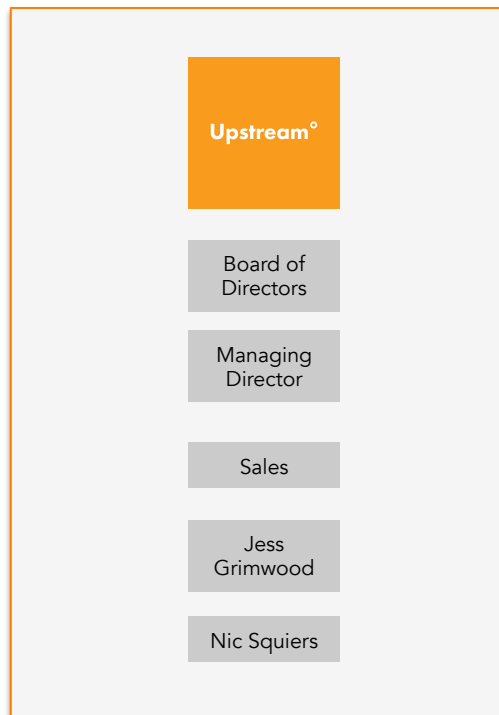 Upstream°
Board of
Directors
Managing
Director
Sales
Jess
Grimwood
Nic Squiers